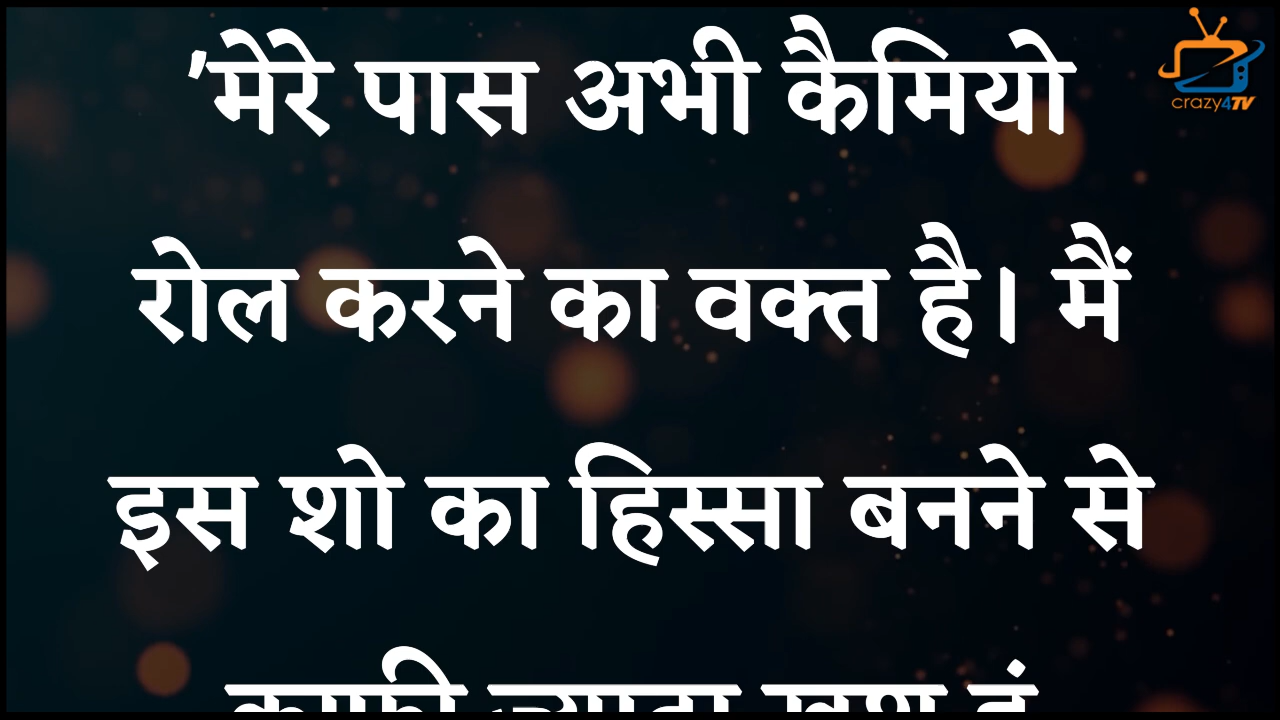 'मेरे पास अभी कैमियो
रोल करने का वक्त है। मैं
इस शो का हिस्सा बनने से
काफी ज्यादा खुश हूं
crazy4TV